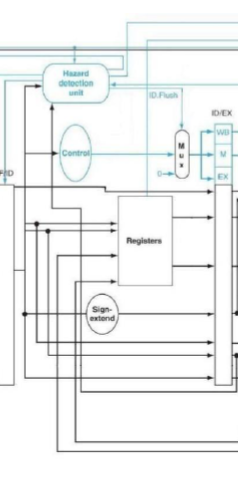 Hazard
detection
unit
ID.Flush
ID/EX
WB
Control
M
u
x
M
0
EX
F/ID
Registers
Sign-
extend